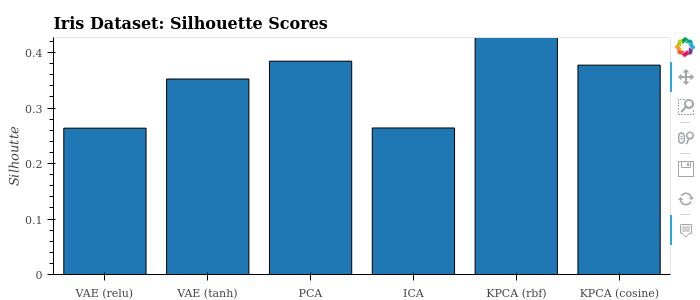 Iris Dataset: Silhouette Scores
Silhoutte
0.4
0.3
0.2
0.1
0
VAE (relu) VAE (tanh) PCA ICA KPCA (rbf) KPCA (cosine)